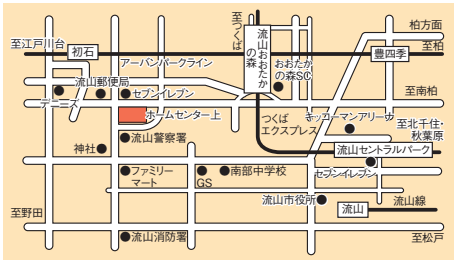 至つくば
柏方面
至江戸川台
初石
流山おおたか
の森
豊四季
至柏
アーバンパークライン
おおたか
の森SC
流山郵便局
セブンイレブン
デニーズ
至南柏
ホームセンター上
つくば
エクスプレス
キッコーマンアリーナ
至北千住・
秋葉原
流山警察署
神社
流山セントラルパーク
ファミリー
マート
GS
南部中学校
セブンイレブン
流山市役所
流山
流山線
至野田
流山消防署
至松戸